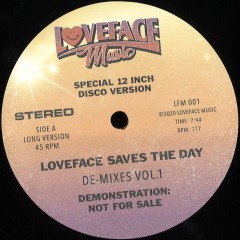 LOVEFACE
Music
SPECIAL 12 INCH
DISCO VERSION
STEREO
SIDE A
LONG VERSION
45 RPM
LFM 001
©2020 LOVEFACE MUSIC
TIME: 7:44
BPM: 117
LOVEFACE SAVES THE DAY
DE-MIXES VOL.1
DEMONSTRATION:
NOT FOR SALE